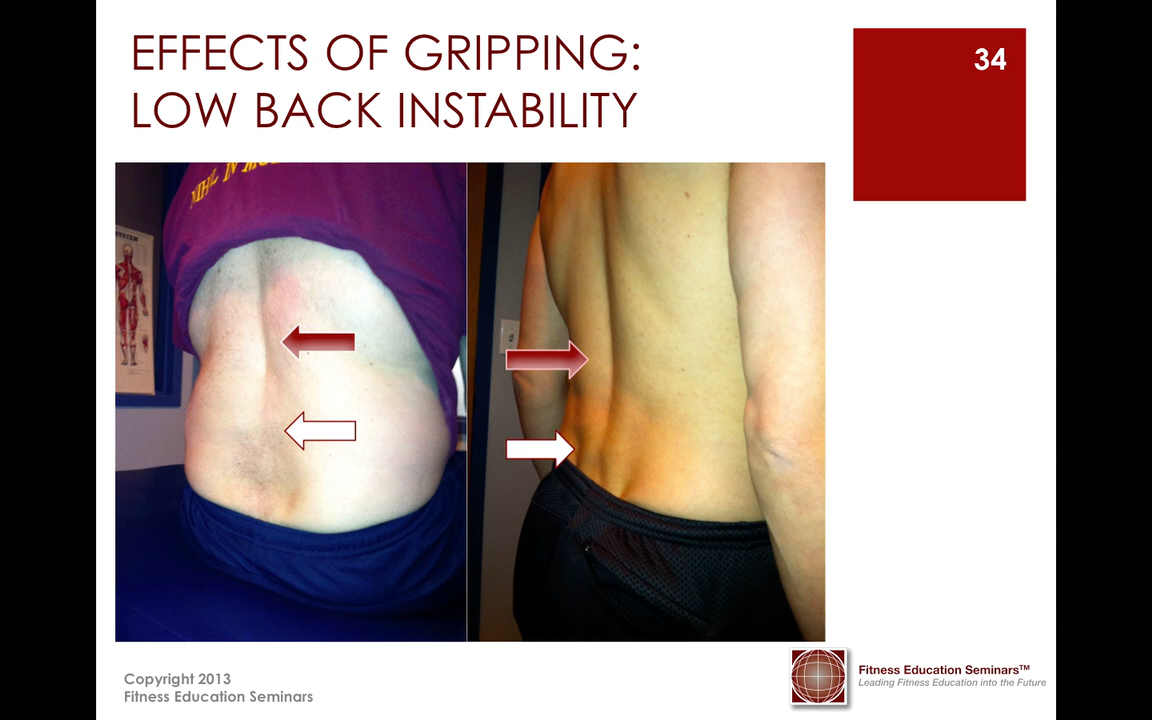 EFFECTS OF GRIPPING:
LOW BACK INSTABILITY
34
Copyright 2013
Fitness Education Seminars
Fitness Education Seminars™
Leading Fitness Education into the Future